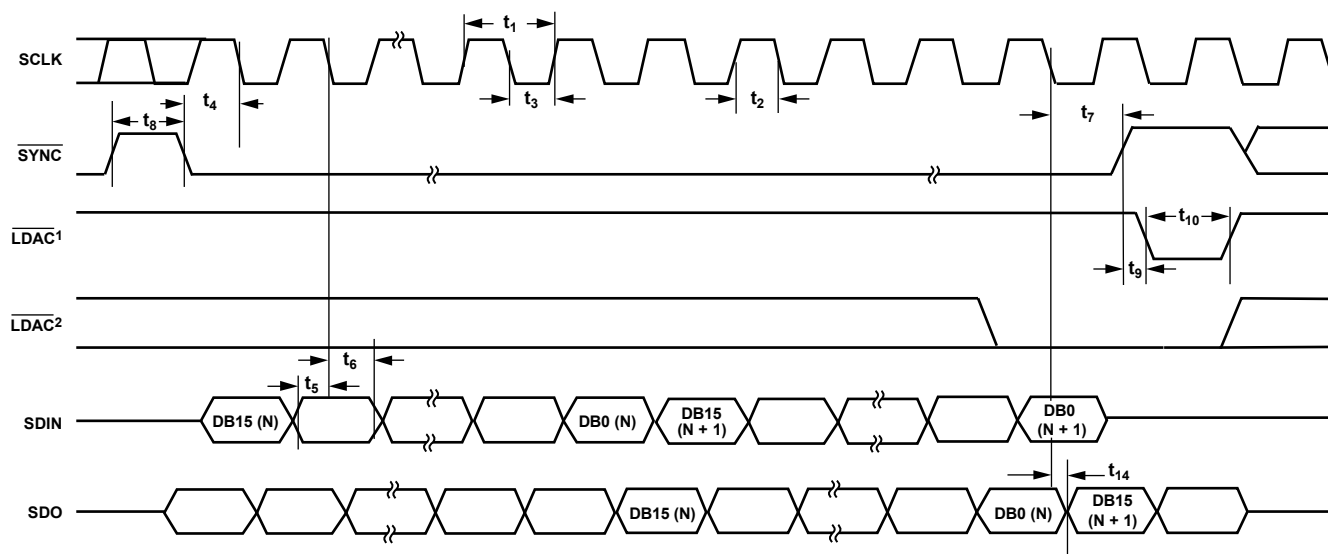 t1
SCLK
t4
t3
t2
t7
t8
SYNC
LDAC1
t10
t9
LDAC2
t6
t5
SDIN
DB15 (N)
DB0 (N)
DB15
(N + 1)
DB0
(N + 1)
t14
SDO
DB15 (N)
DB0 (N)
DB15
(N + 1)